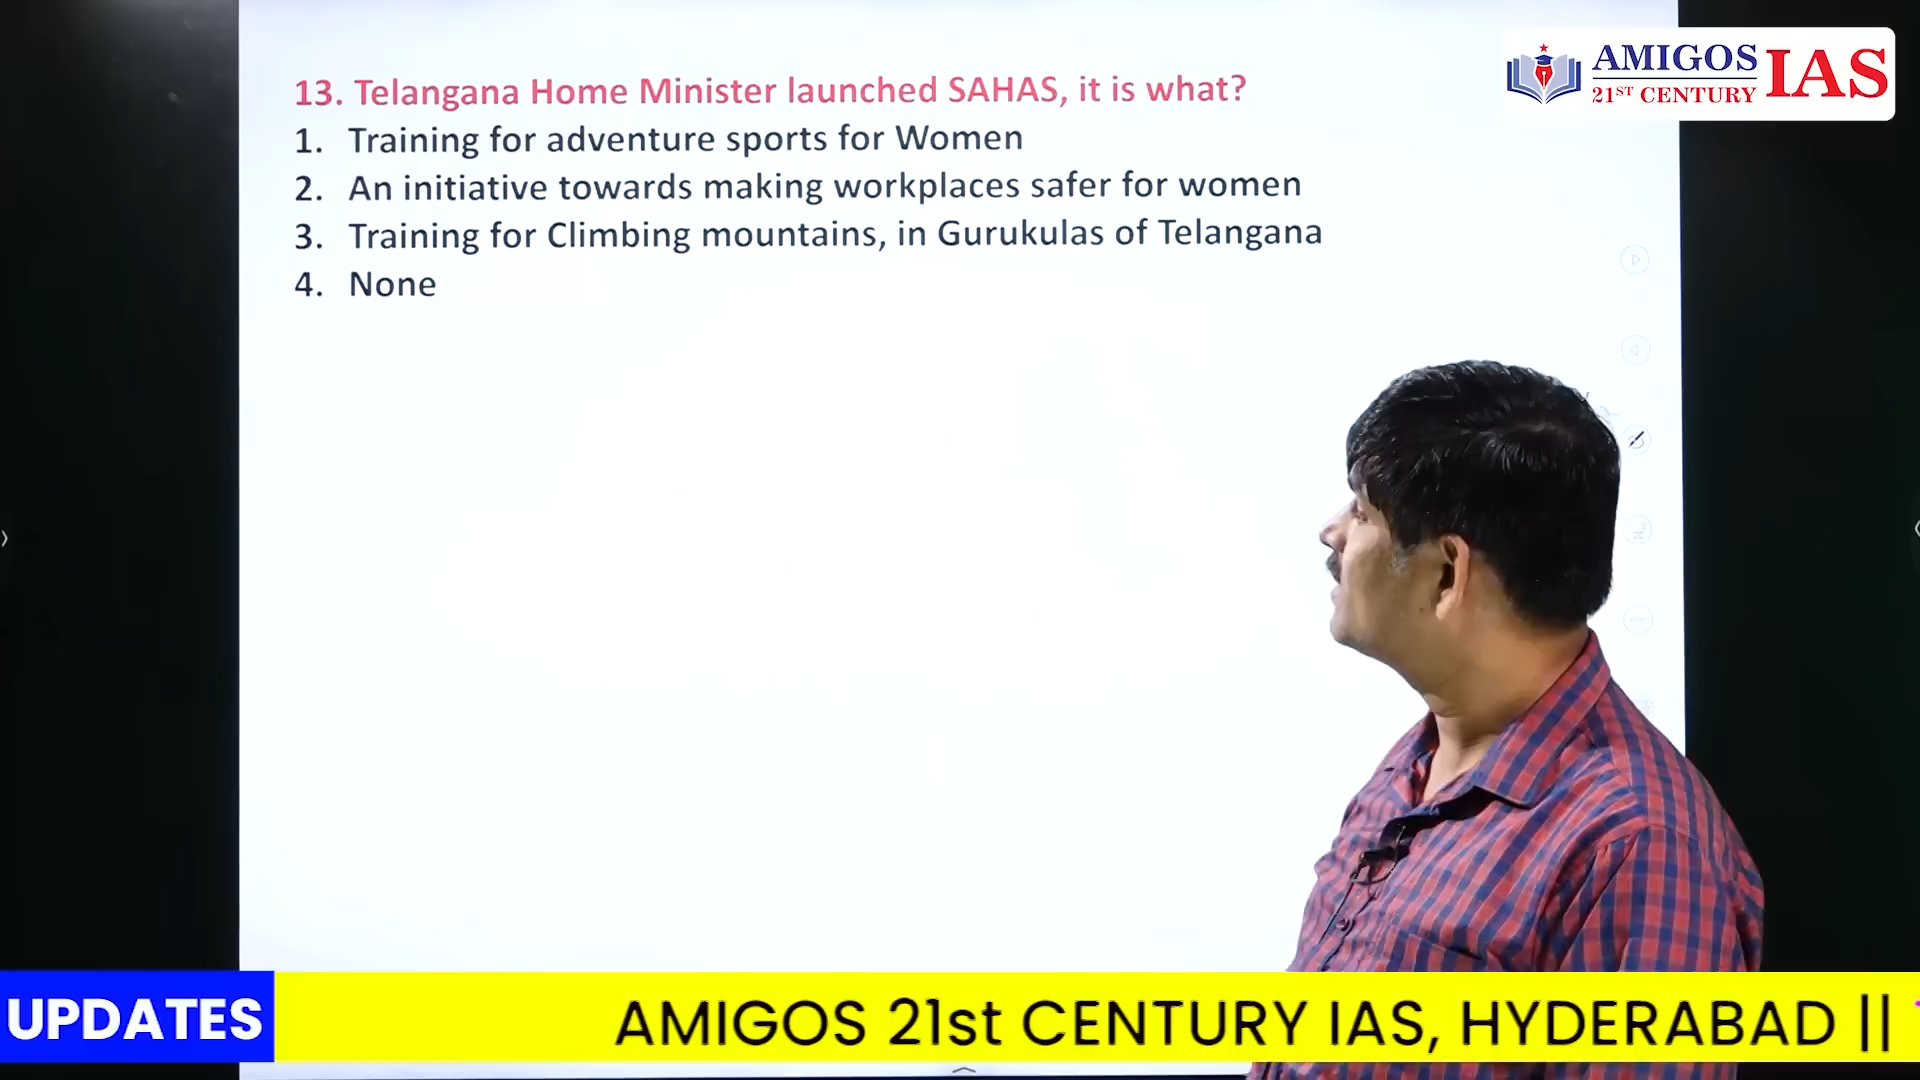 AMIGOS
21ST CENTURY
IAS
13. Telangana Home Minister launched SAHAS, it is what?
1. Training for adventure sports for Women
2. An initiative towards making workplaces safer for women
3. Training for Climbing mountains, in Gurukulas of Telangana
4. None
UPDATES
AMIGOS 21st CENTURY IAS, HYDERABAD ||